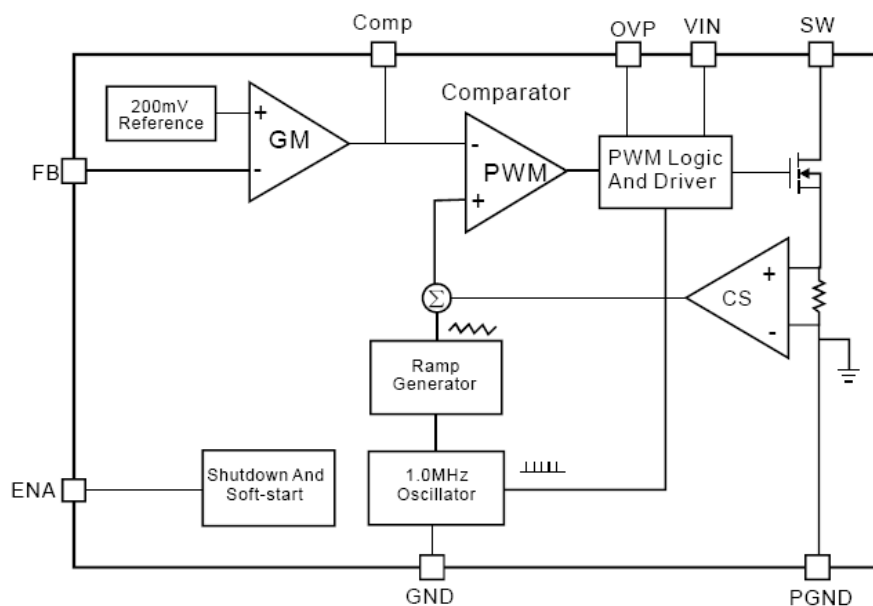 Comp
OVP
VIN
SW
200mV
Reference
+
GM
-
FB
Comparator
-
PWM
+
PWM Logic
And Driver
+
CS
-
Σ
Ramp
Generator
1.0MHz
Oscillator
Shutdown And
Soft-start
ENA
GND
PGND